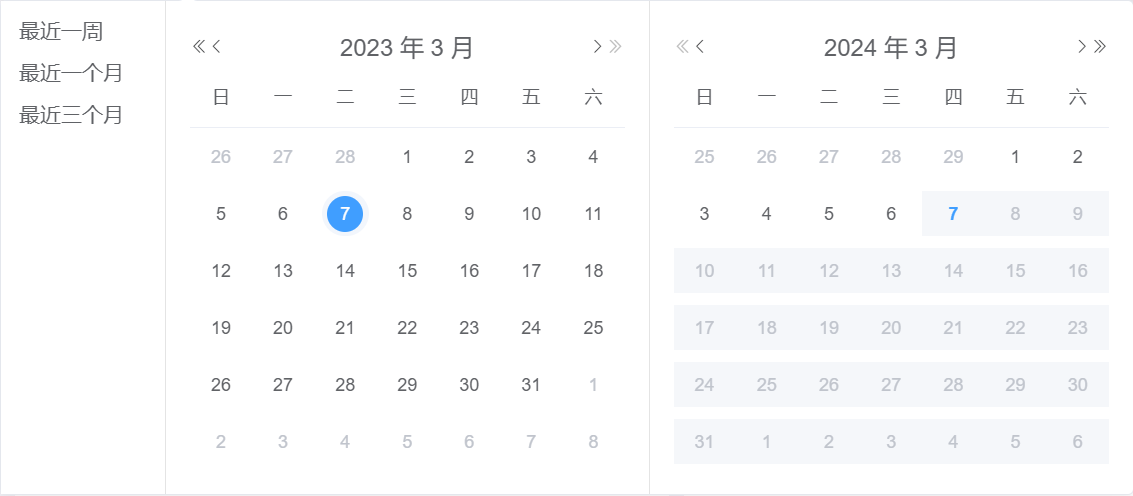 最近一周
最近一个月
最近三个月
2023 年 3 月
日 一 二 三 四 五 六
26 27 28 1 2 3 4
5 6 7 8 9 10 11
12 13 14 15 16 17 18
19 20 21 22 23 24 25
26 27 28 29 30 31 1
2 3 4 5 6 7 8
2024 年 3 月
日 一 二 三 四 五 六
25 26 27 28 29 1 2
3 4 5 6 7 8 9
10 11 12 13 14 15 16
17 18 19 20 21 22 23
24 25 26 27 28 29 30
31 1 2 3 4 5 6